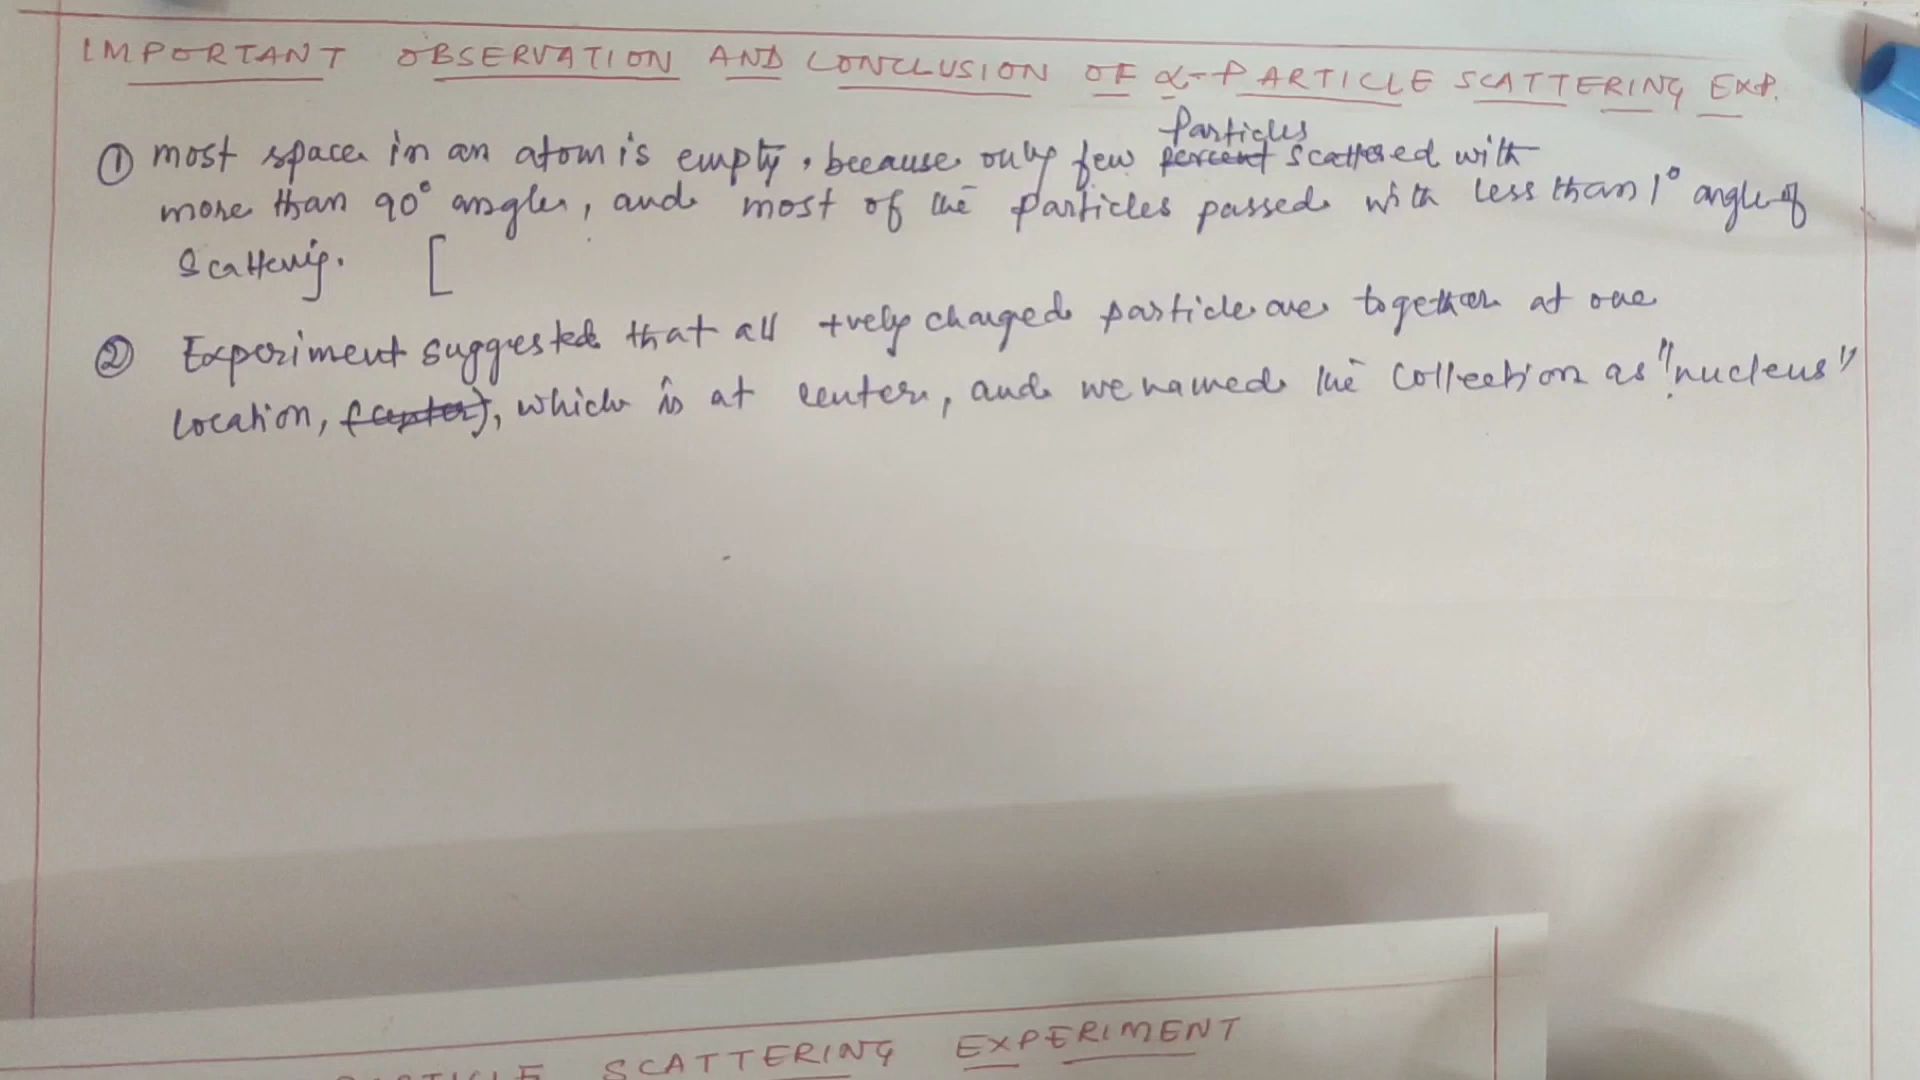 IMPORTANT OBSERVATION AND CONCLUSION OF α-PARTICLE SCATTERING EXP.
① most space in an atom is empty, because only few percent particles scattered with
more than 90° angle, and most of the particles passed with less than 1° angle of
scattering. [
② Experiment suggested that all +vely charged particle are together at one
location, (center), which is at center, and we named the collection as "nucleus"
SCATTERING EXPERIMENT